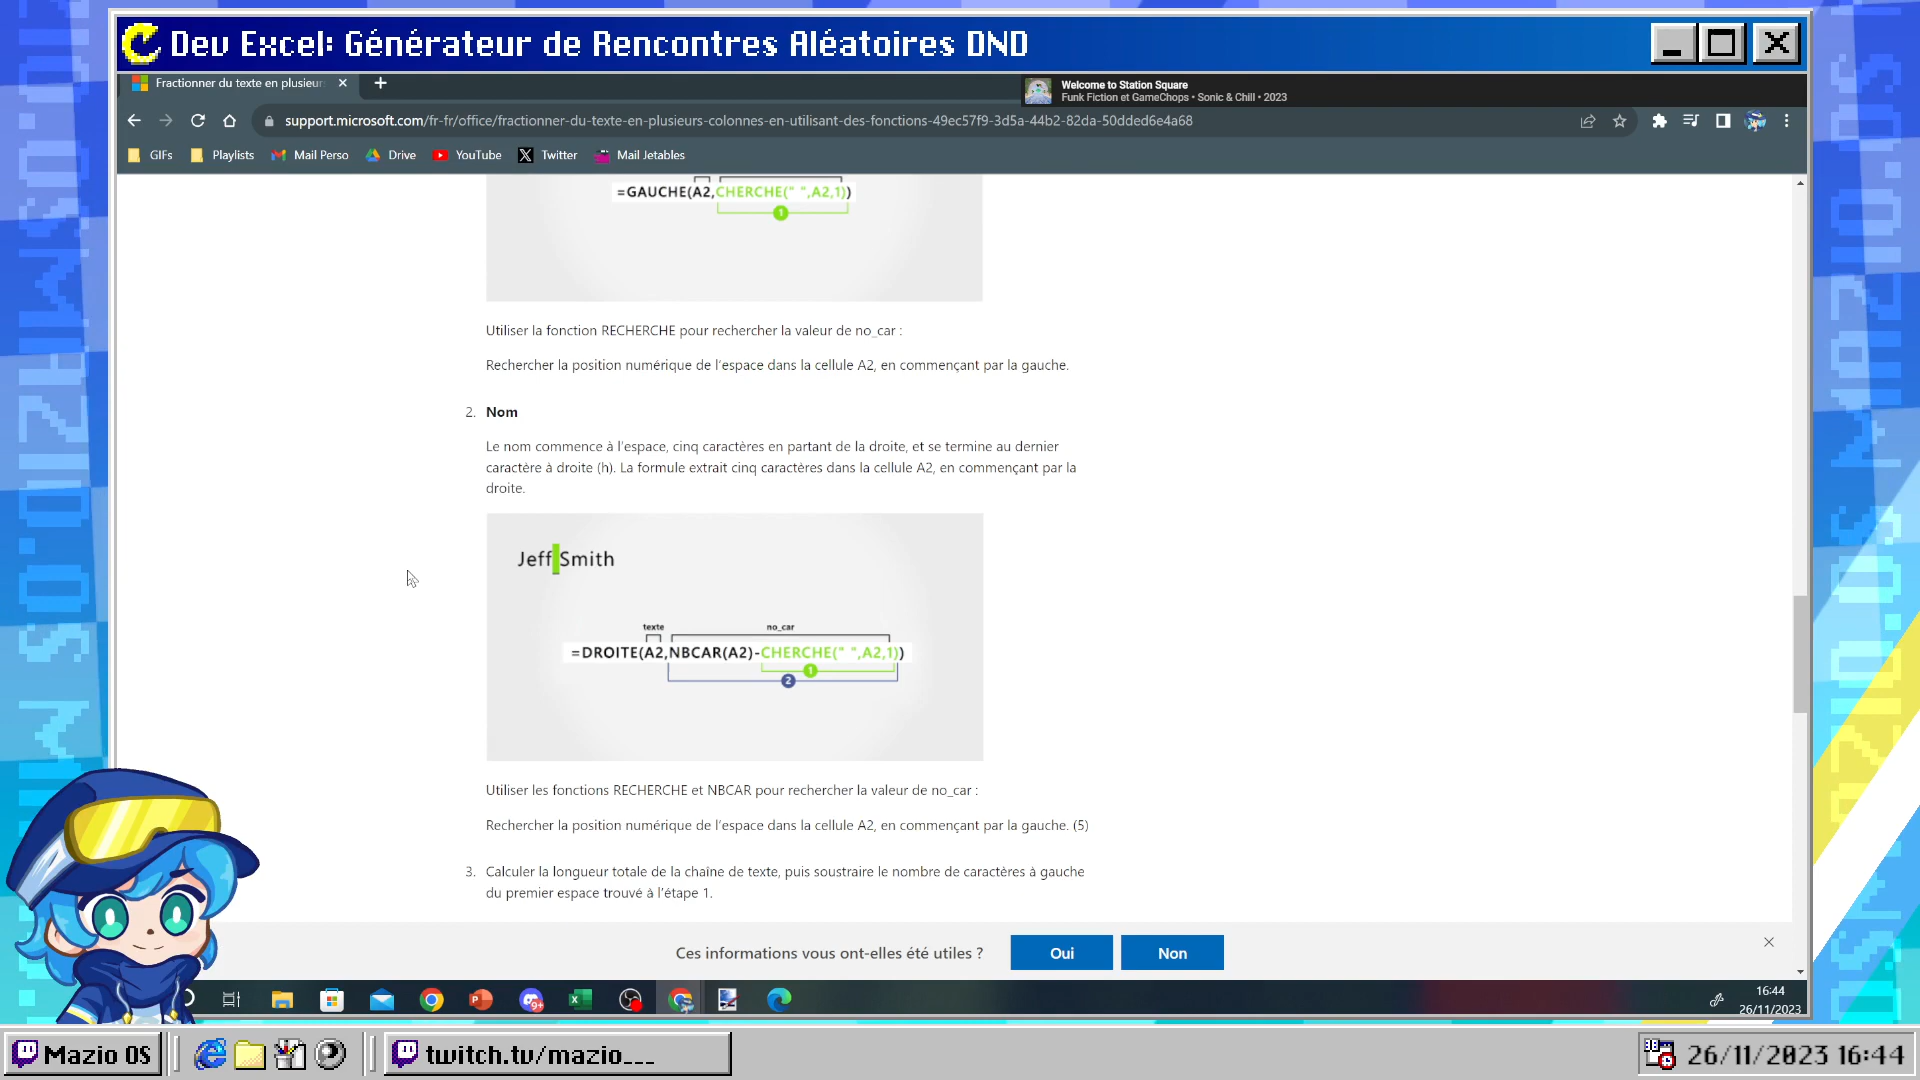 Dev Excel: Générateur de Rencontres Aléatoires DND
Fractionner du texte en plusieur
Welcome to Station Square
Funk Fiction et GameChops • Sonic & Chill • 2023
support.microsoft.com/fr-fr/office/fractionner-du-texte-en-plusieurs-colonnes-en-utilisant-des-fonctions-49ec57f9-3d5a-44b2-82da-50dded6e4a68
GIFs Playlists Mail Perso Drive YouTube Twitter Mail Jetables
=GAUCHE(A2,CHERCHE(" ",A2,1))
1
Utiliser la fonction RECHERCHE pour rechercher la valeur de no_car :
Rechercher la position numérique de l'espace dans la cellule A2, en commençant par la gauche.
2. Nom
Le nom commence à l'espace, cinq caractères en partant de la droite, et se termine au dernier
caractère à droite (h). La formule extrait cinq caractères dans la cellule A2, en commençant par la
droite.
Jeff Smith
texte no_car
=DROITE(A2,NBCAR(A2)-CHERCHE(" ",A2,1))
1
2
Utiliser les fonctions RECHERCHE et NBCAR pour rechercher la valeur de no_car :
Rechercher la position numérique de l'espace dans la cellule A2, en commençant par la gauche. (5)
3. Calculer la longueur totale de la chaîne de texte, puis soustraire le nombre de caractères à gauche
du premier espace trouvé à l'étape 1.
Ces informations vous ont-elles été utiles ? Oui Non
16:44
26/11/2023
Mazio OS
twitch.tv/mazio___
26/11/2023 16:44